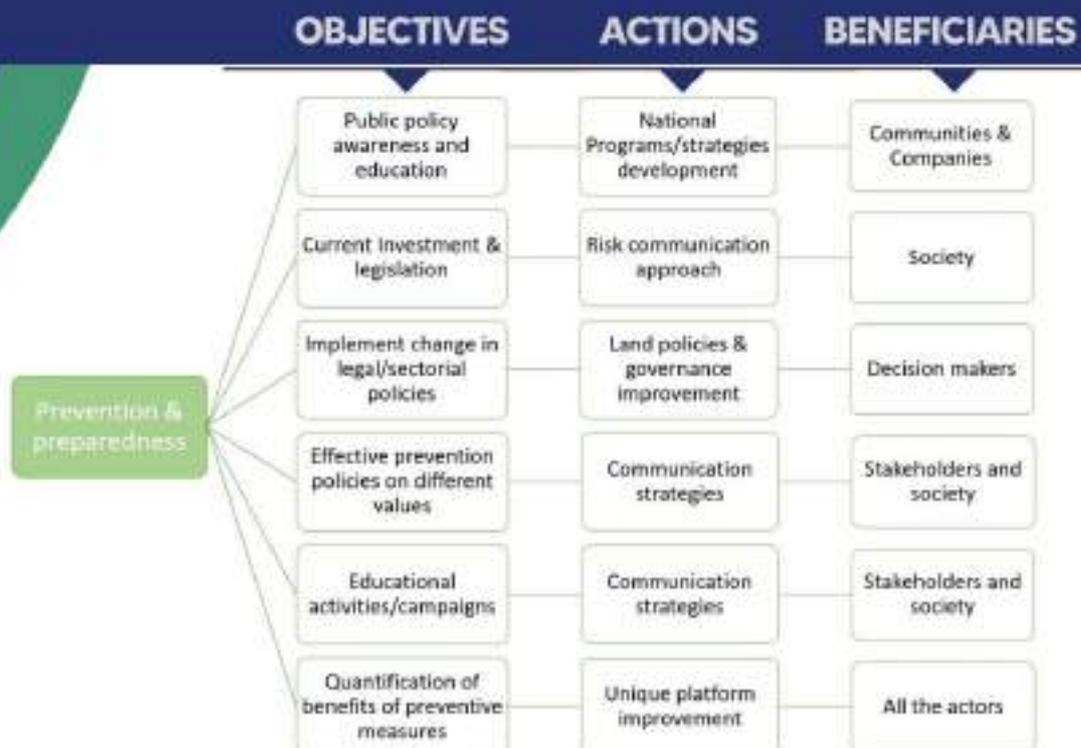 OBJECTIVES ACTIONS BENEFICIARIES
Public policy
awareness and
education
National
Programs/strategies
development
Communities &
Companies
Current Investment &
legislation
Risk communication
approach
Society
Implement change in
legal/sectorial
policies
Land policies &
governance
improvement
Decision makers
Prevention &
preparedness
Effective prevention
policies on different
values
Communication
strategies
Stakeholders and
society
Educational
activities/campaigns
Communication
strategies
Stakeholders and
society
Quantification of
benefits of preventive
measures
Unique platform
improvement
All the actors